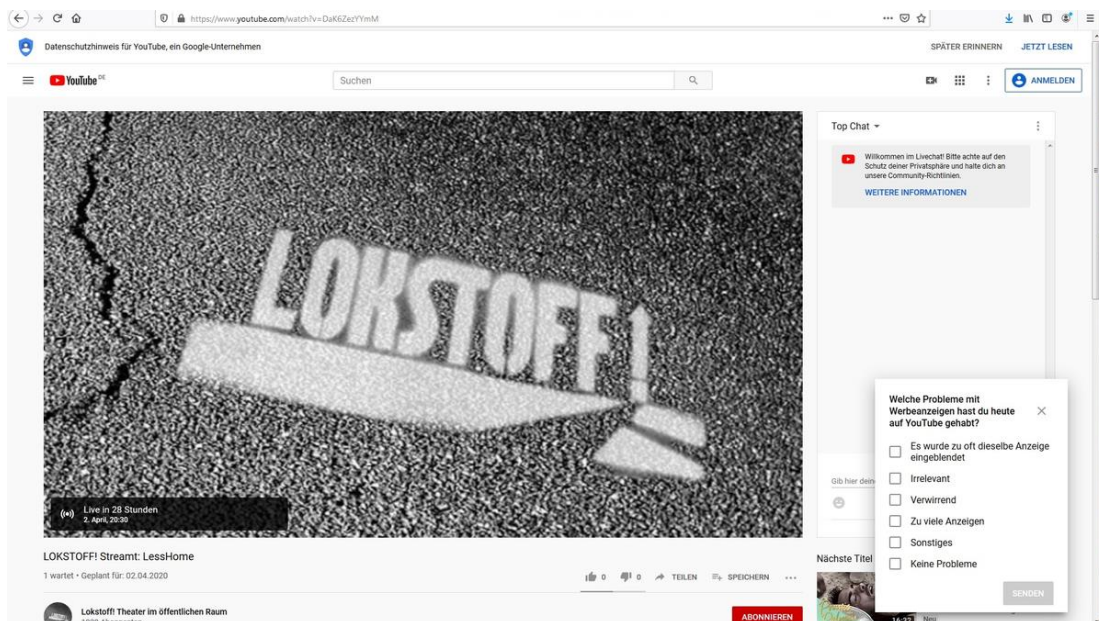 https://www.youtube.com/watch?v=DaK6ZezYYmM
Datenschutzhinweis für YouTube, ein Google-Unternehmen
SPÄTER ERINNERN
JETZT LESEN
YouTube DE
Suchen
ANMELDEN
LOKSTOFF!
Live in 28 Stunden
2. April, 20:30
LOKSTOFF! Streamt: LessHome
1 wartet • Geplant für: 02.04.2020
0
0
TEILEN
SPEICHERN
Lokstoff! Theater im öffentlichen Raum
ABONNIEREN
Top Chat
Willkommen im Livechat! Bitte achte auf den
Schutz deiner Privatsphäre und halte dich an
unsere Community-Richtlinien.
WEITERE INFORMATIONEN
Gib hier
Nächste Titel
16:32
Neu
Welche Probleme mit
Werbeanzeigen hast du heute
auf YouTube gehabt?
Es wurde zu oft dieselbe Anzeige
eingeblendet
Irrelevant
Verwirrend
Zu viele Anzeigen
Sonstiges
Keine Probleme
SENDEN